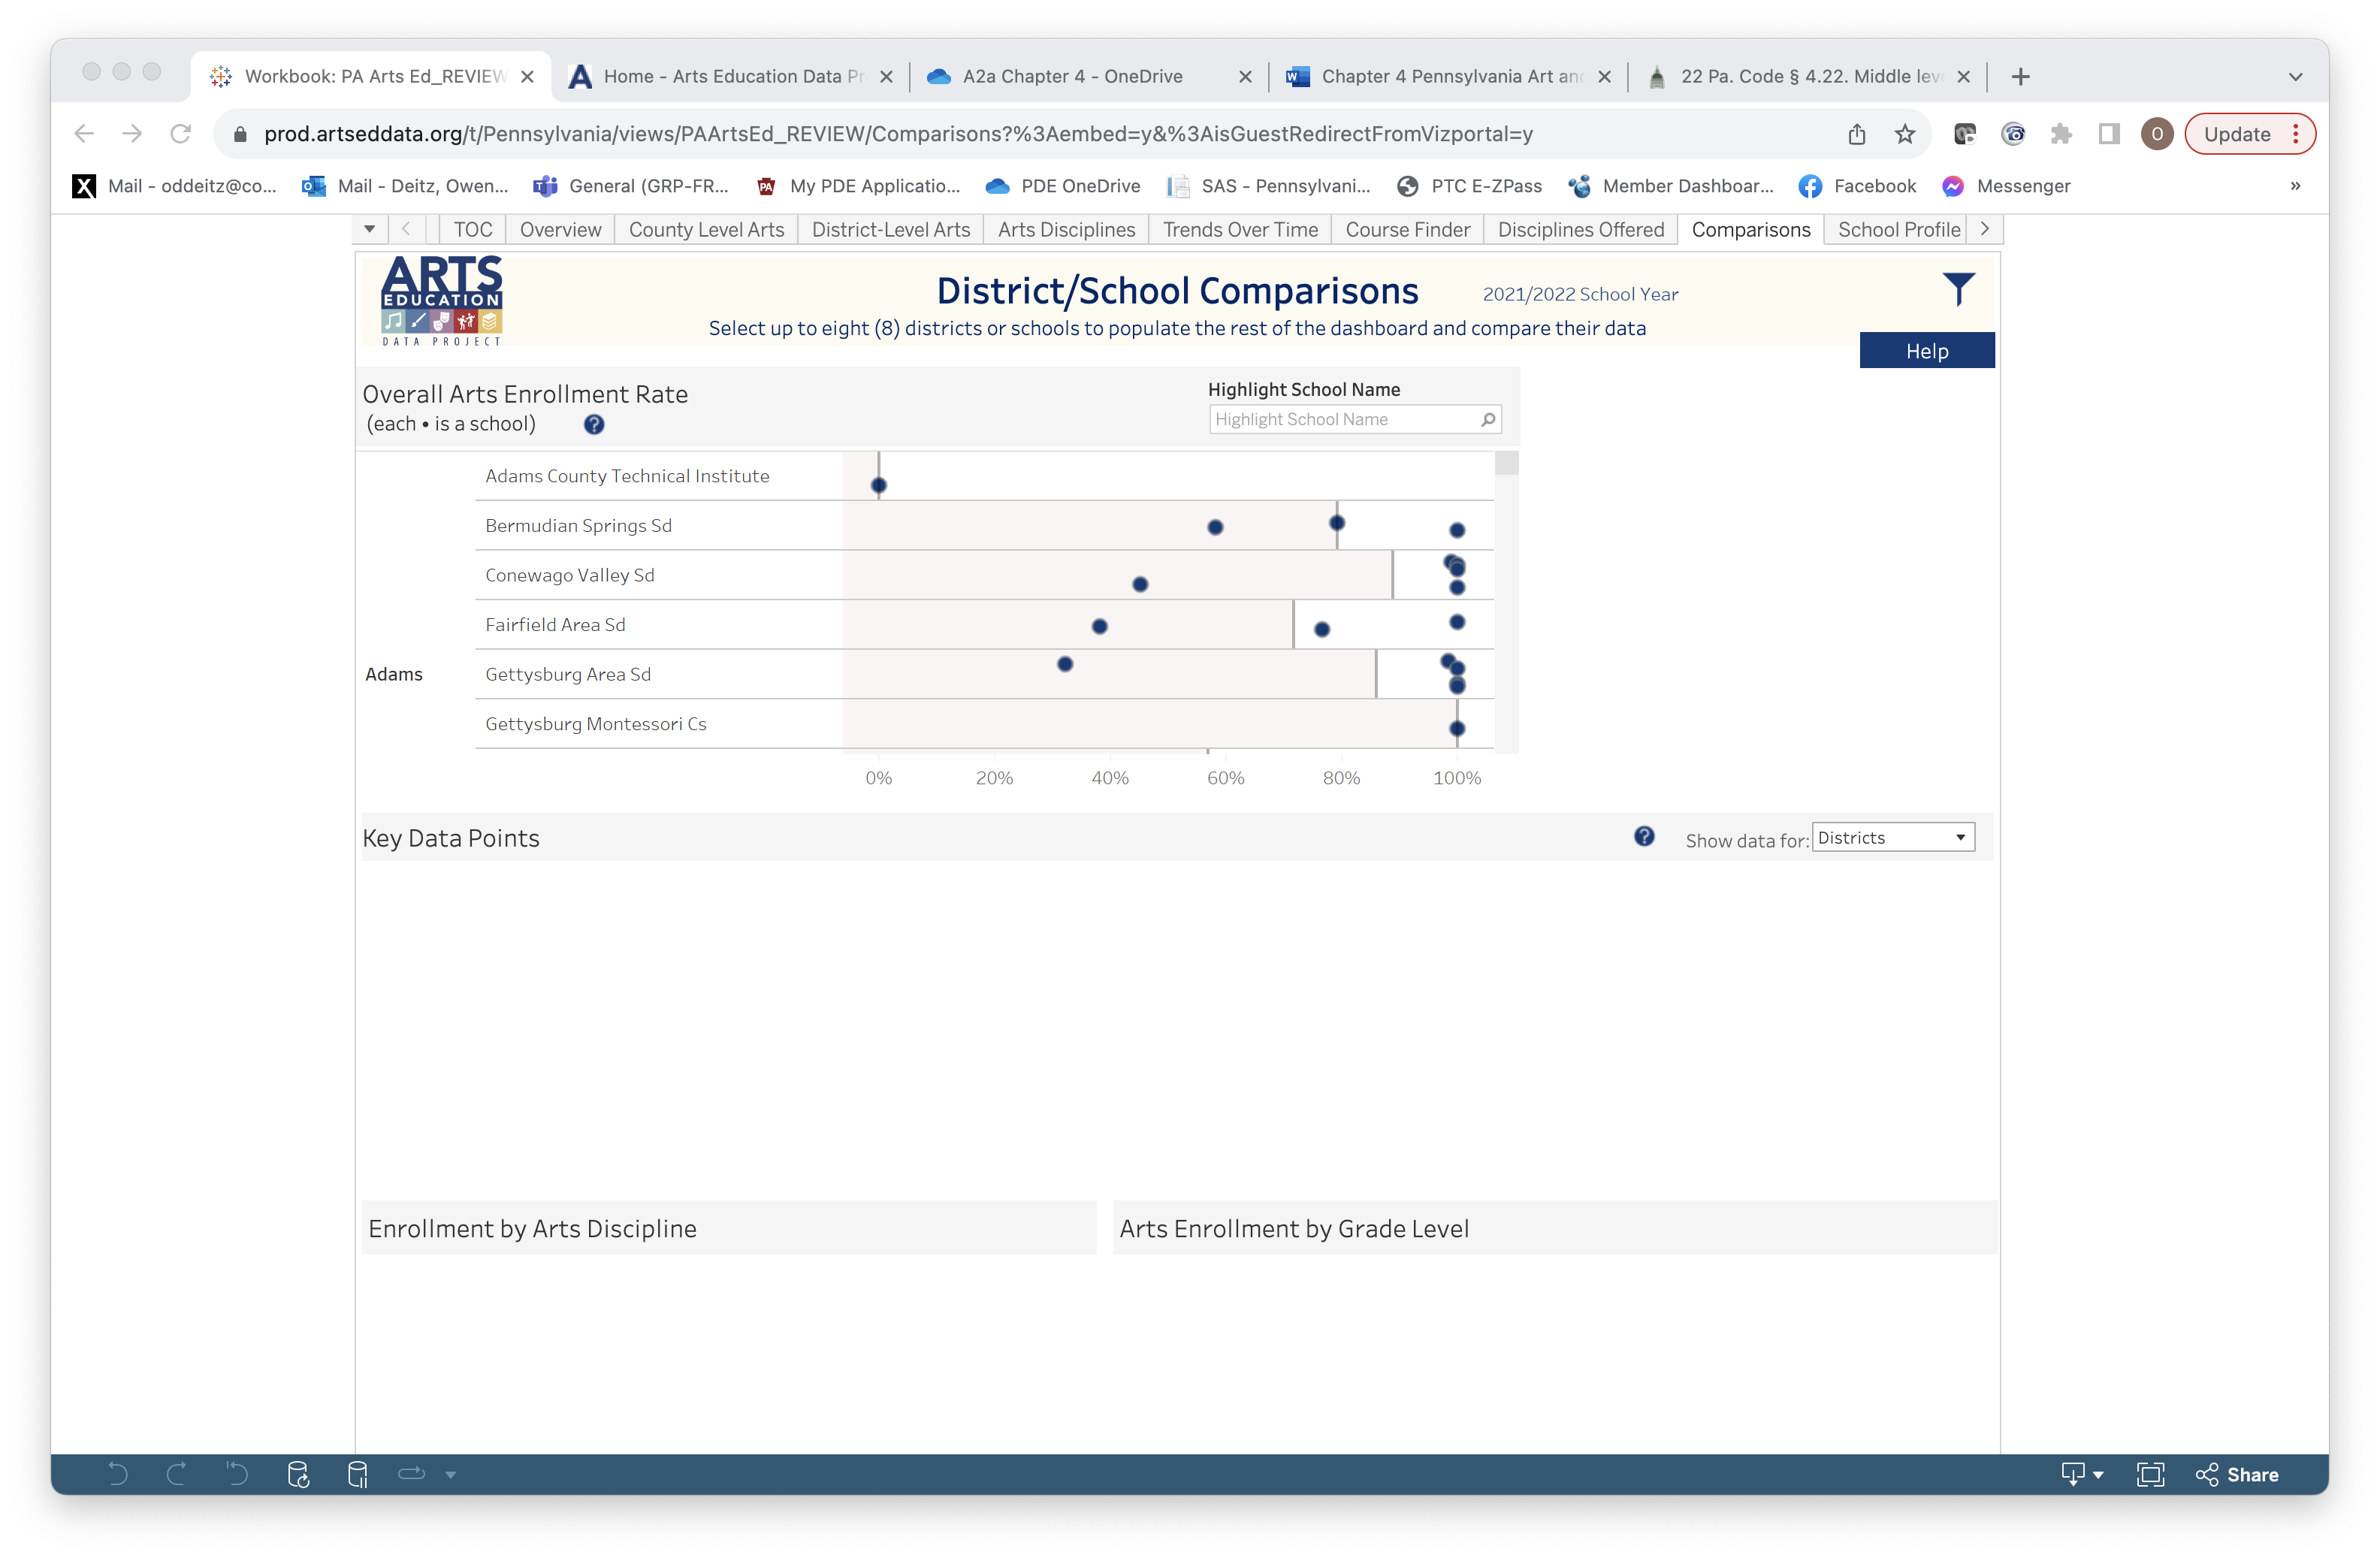 Workbook: PA Arts Ed_REVIEW
Home - Arts Education Data Pr
A2a Chapter 4 - OneDrive
Chapter 4 Pennsylvania Art and
22 Pa. Code § 4.22. Middle leve
prod.artseddata.org/t/Pennsylvania/views/PAArtsEd_REVIEW/Comparisons?%3Aembed=y&%3AisGuestRedirectFromVizportal=y
O
Update
Mail - oddeitz@co...
Mail - Deitz, Owen...
General (GRP-FR...
My PDE Applicatio...
PDE OneDrive
SAS - Pennsylvani...
PTC E-ZPass
Member Dashboar...
Facebook
Messenger
»
TOC
Overview
County Level Arts
District-Level Arts
Arts Disciplines
Trends Over Time
Course Finder
Disciplines Offered
Comparisons
School Profile
ARTS
EDUCATION
DATA PROJECT
District/School Comparisons
2021/2022 School Year
Select up to eight (8) districts or schools to populate the rest of the dashboard and compare their data
Help
Overall Arts Enrollment Rate
(each • is a school)
?
Highlight School Name
Highlight School Name
Adams
Adams County Technical Institute
Bermudian Springs Sd
Conewago Valley Sd
Fairfield Area Sd
Gettysburg Area Sd
Gettysburg Montessori Cs
0% 20% 40% 60% 80% 100%
Key Data Points
?
Show data for: Districts
Enrollment by Arts Discipline
Arts Enrollment by Grade Level
Share